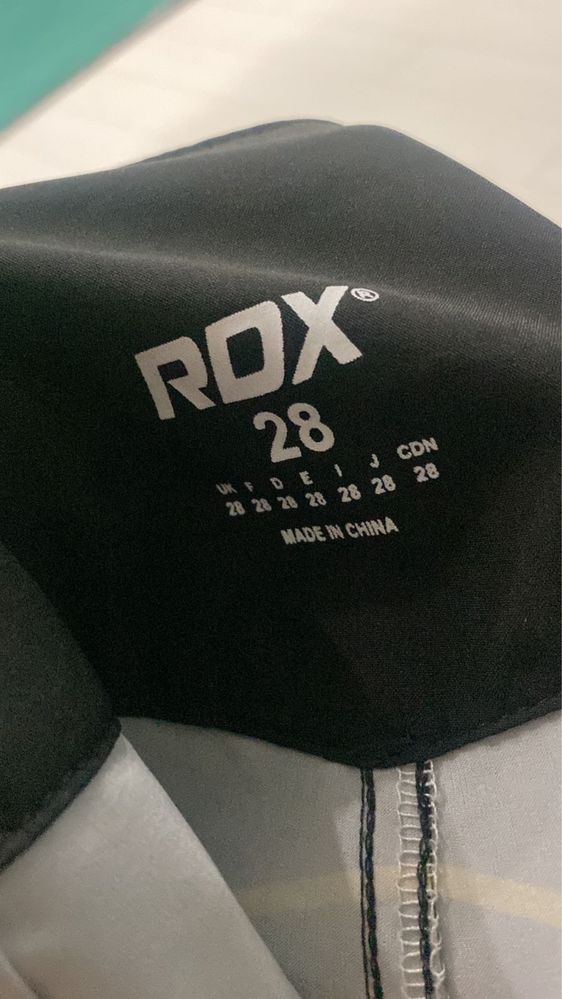 ROX®
28
UK F D E I J CDN
28 28 28 28 28 28 28
MADE IN CHINA